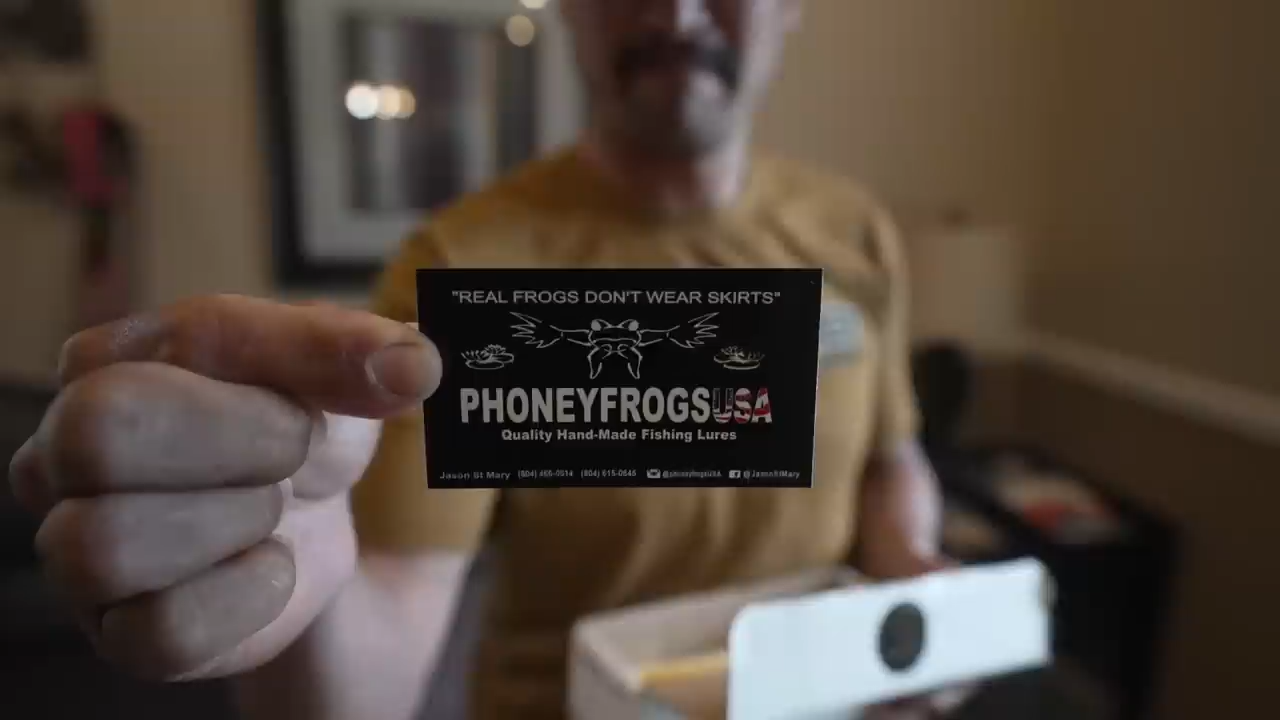 "REAL FROGS DON'T WEAR SKIRTS"
PHONEYFROGSUSA
Quality Hand-Made Fishing Lures
Jason St Mary @phoneyfrogsUSA @JasonStMary